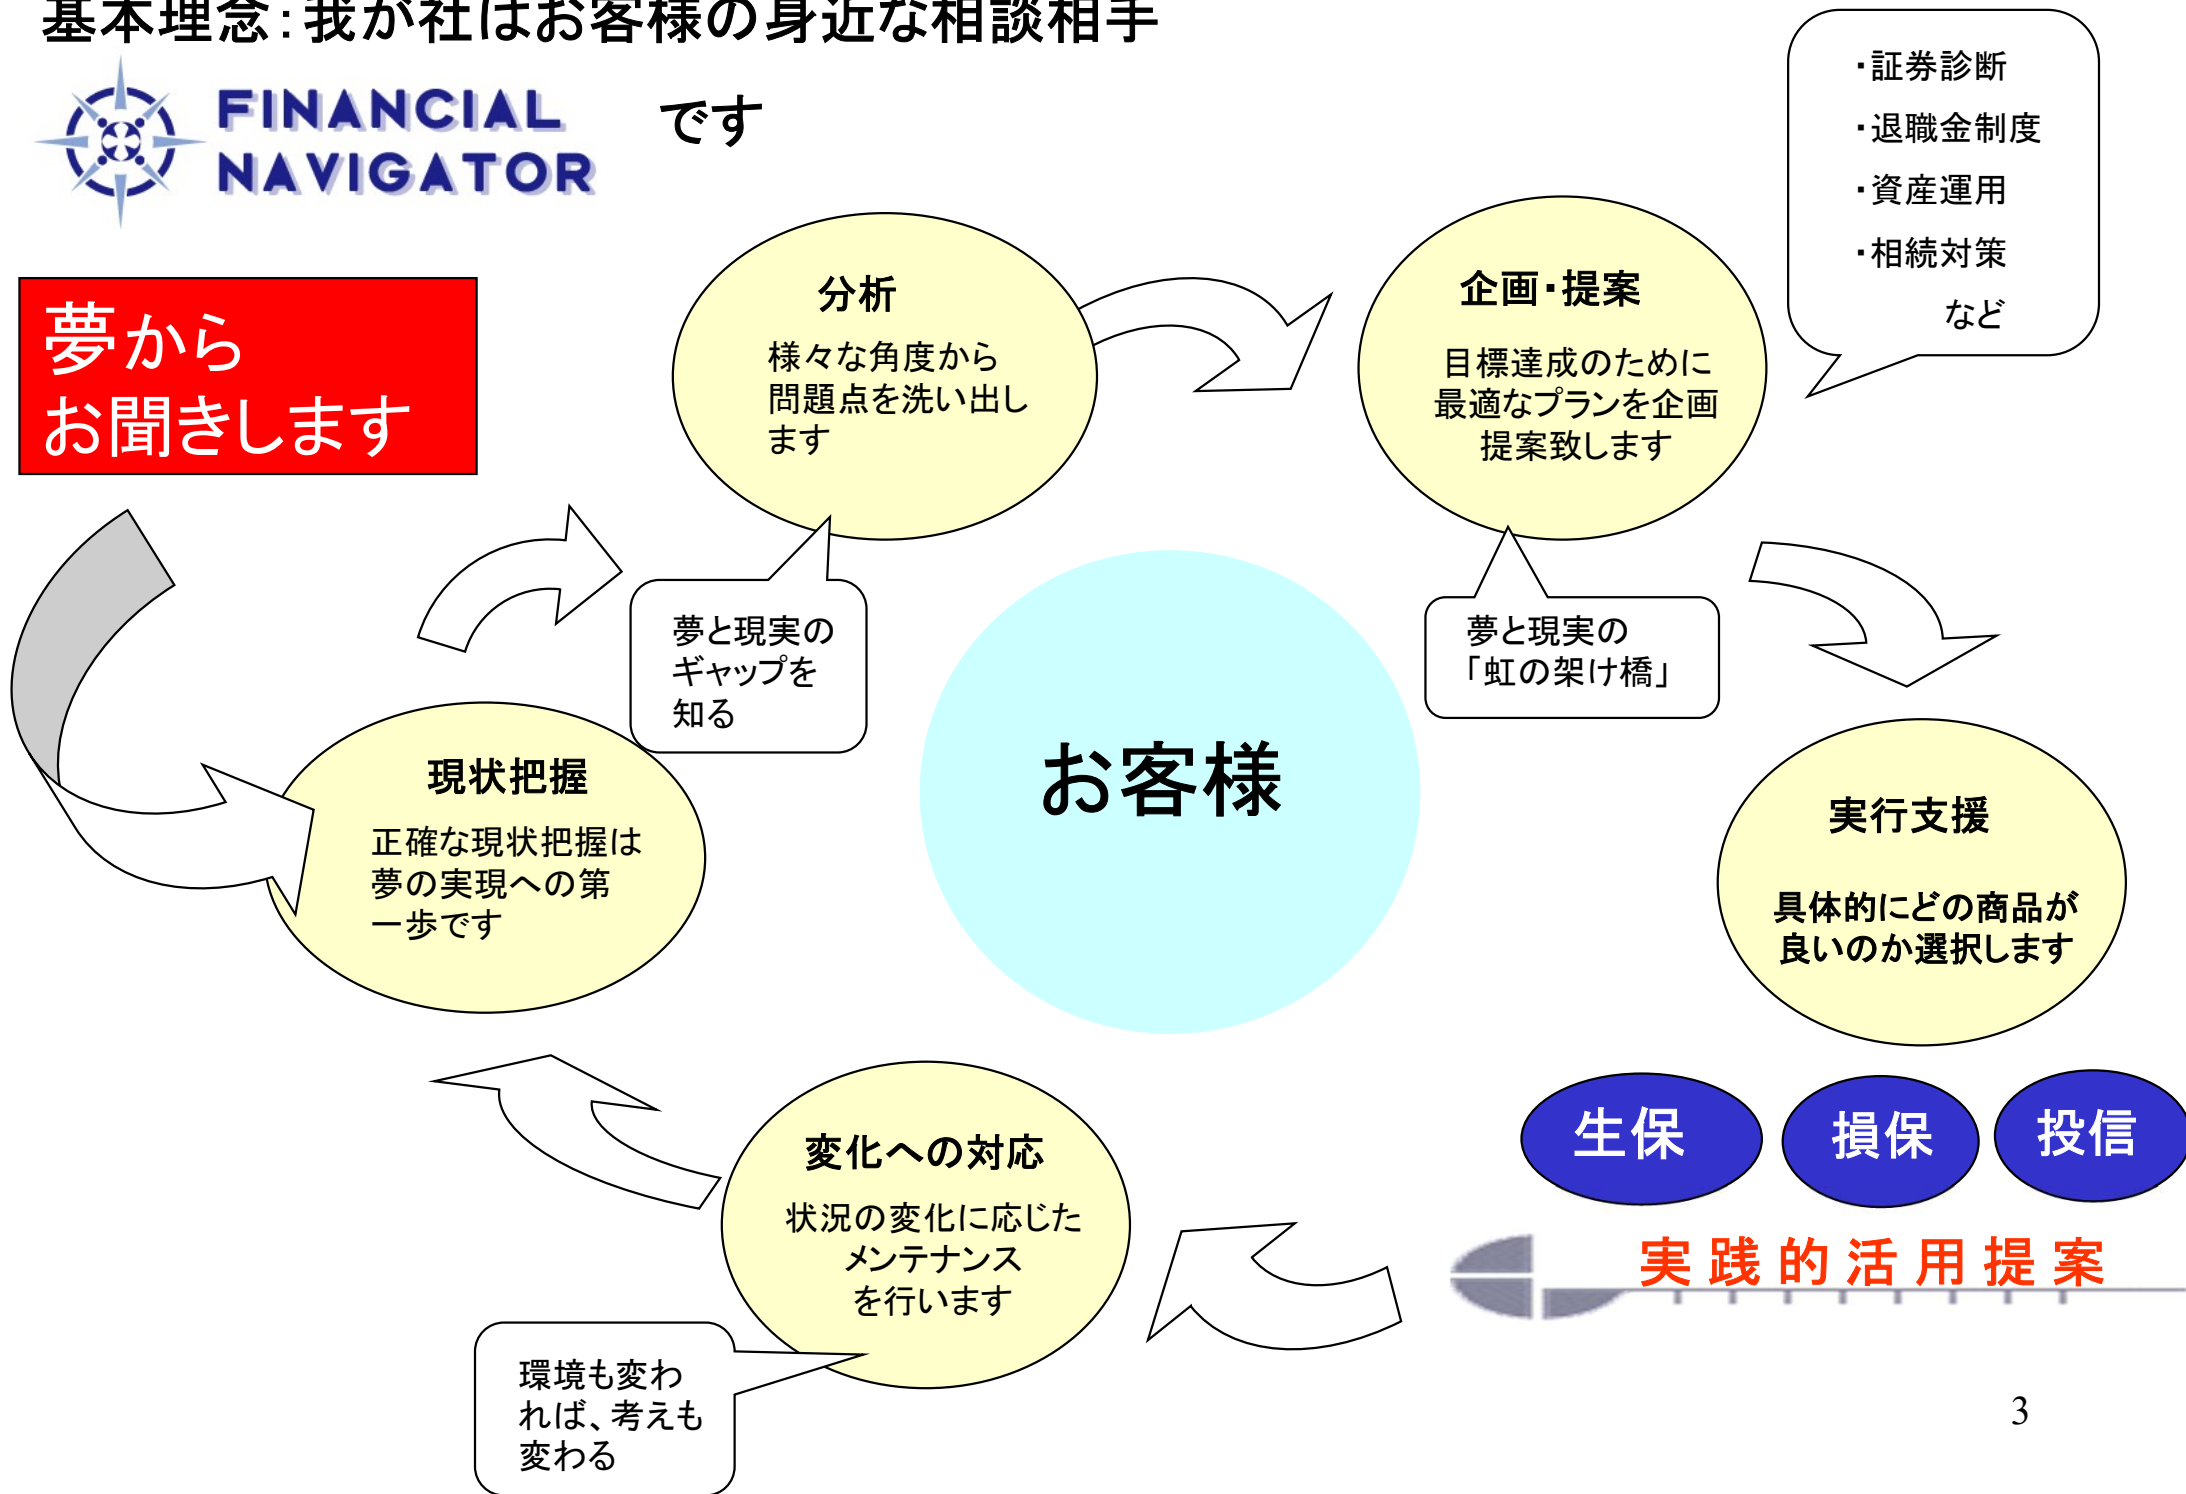 基本理念:我が社はお客様の身近な相談相手
です
FINANCIAL
NAVIGATOR
・証券診断
・退職金制度
・資産運用
・相続対策
など
夢から
お聞きします
分析
様々な角度から
問題点を洗い出し
ます
企画・提案
目標達成のために
最適なプランを企画
提案致します
夢と現実の
ギャップを
知る
夢と現実の
「虹の架け橋」
お客様
現状把握
正確な現状把握は
夢の実現への第
一歩です
実行支援
具体的にどの商品が
良いのか選択します
生保
損保
投信
変化への対応
状況の変化に応じた
メンテナンス
を行います
実践的活用提案
環境も変わ
れば、考えも
変わる
3